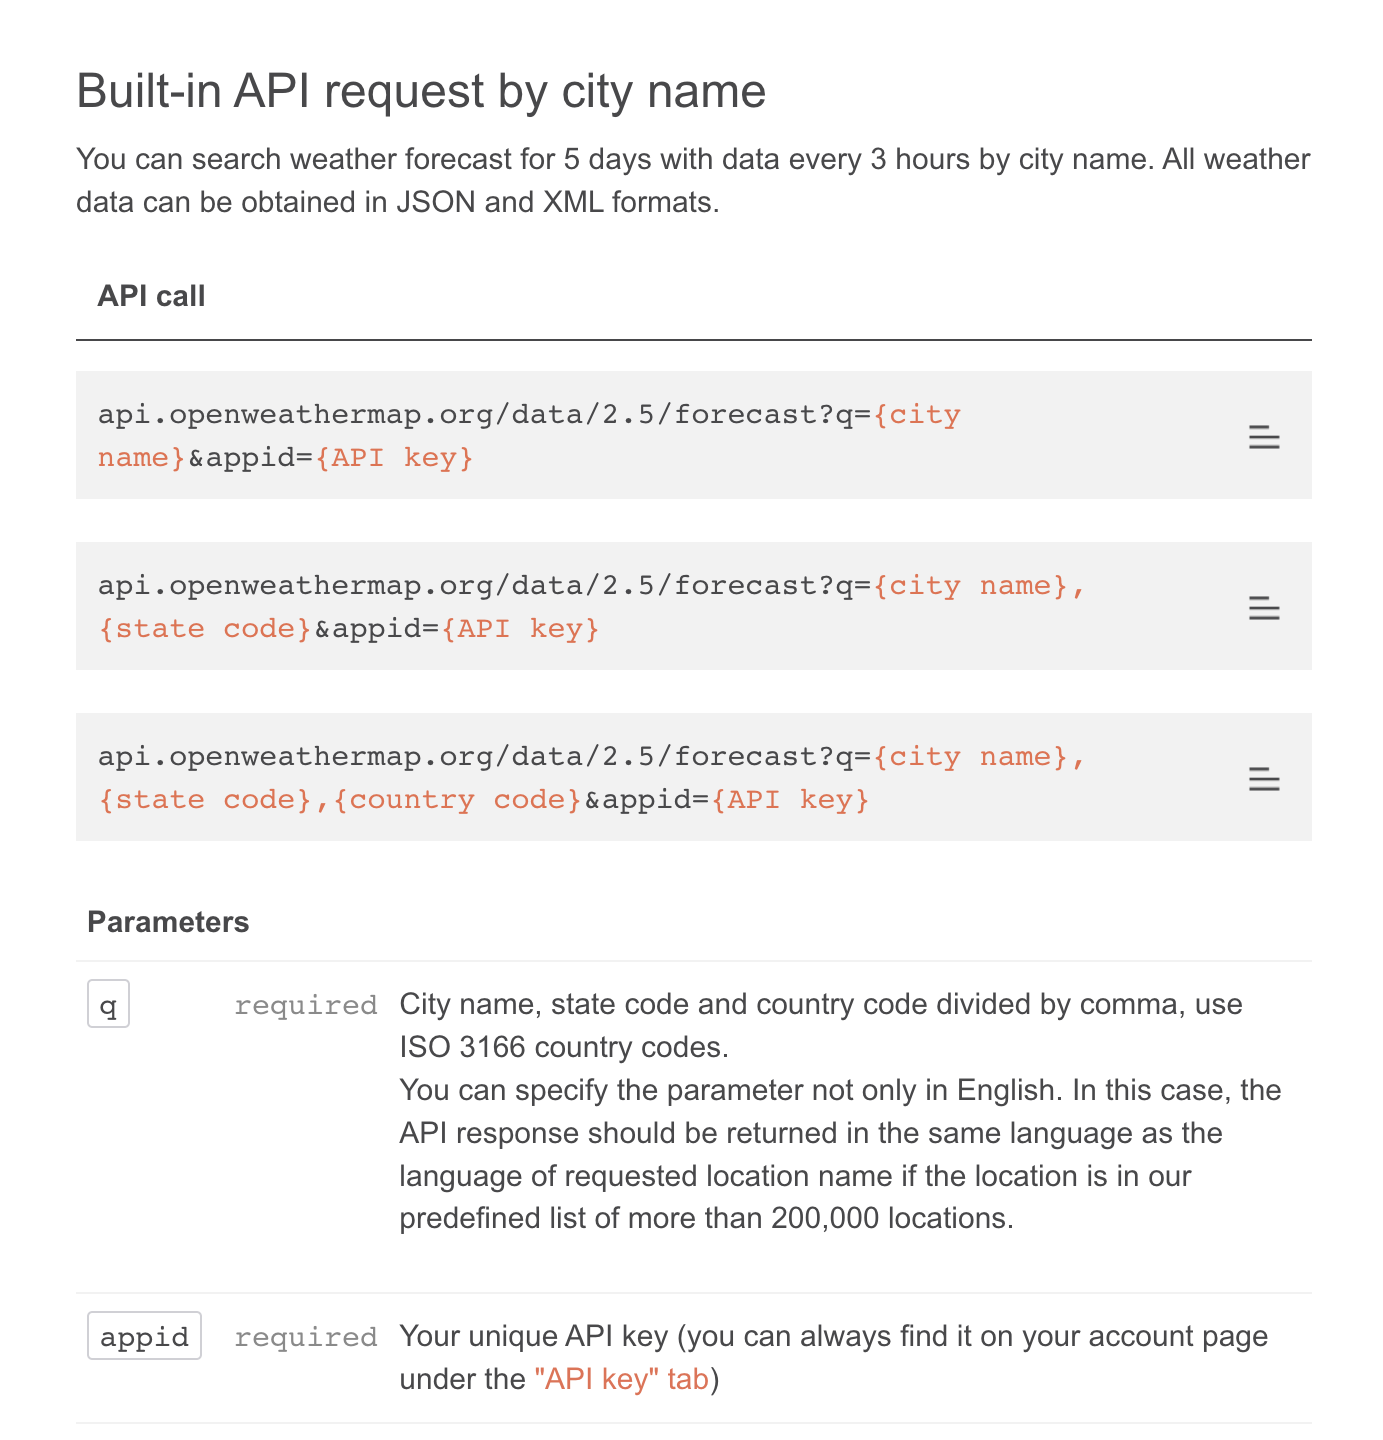 Built-in API request by city name
You can search weather forecast for 5 days with data every 3 hours by city name. All weather
data can be obtained in JSON and XML formats.
API call
api.openweathermap.org/data/2.5/forecast?q={city
name}&appid={API key}
api.openweathermap.org/data/2.5/forecast?q={city name},
{state code}&appid={API key}
api.openweathermap.org/data/2.5/forecast?q={city name},
{state code},{country code}&appid={API key}
Parameters
q required City name, state code and country code divided by comma, use
ISO 3166 country codes.
You can specify the parameter not only in English. In this case, the
API response should be returned in the same language as the
language of requested location name if the location is in our
predefined list of more than 200,000 locations.
appid required Your unique API key (you can always find it on your account page
under the "API key" tab)